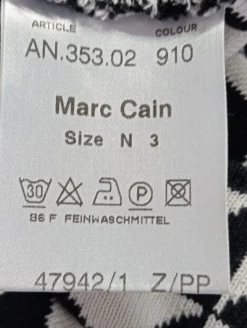 ARTICLE COLOUR
AN.353.02 910
Marc Cain
Size N 3
30 P
86 F FEINWASCHMITTEL
47942/1 Z/PP